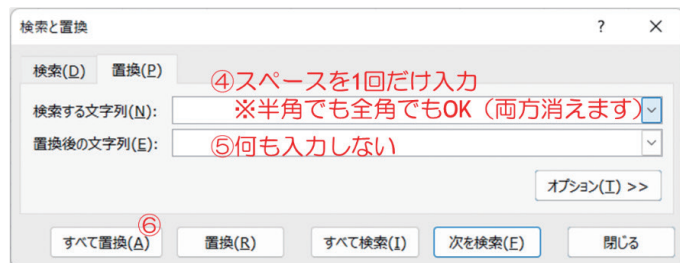 検索と置換 ? ×
検索(D) 置換(P)
④スペースを1回だけ入力
検索する文字列(N): ※半角でも全角でもOK（両方消えます）
置換後の文字列(E): ⑤何も入力しない
オプション(T) >>
⑥
すべて置換(A) 置換(R) すべて検索(I) 次を検索(F) 閉じる